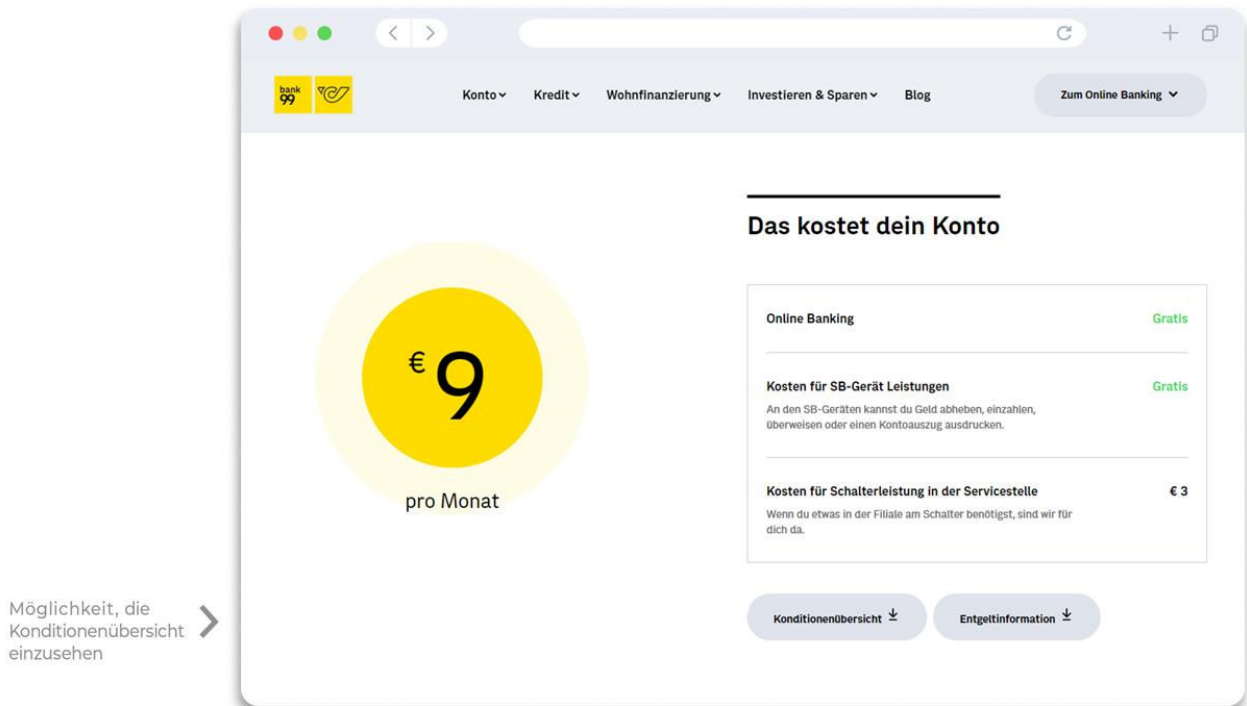 bank
99
Konto
Kredit
Wohnfinanzierung
Investieren & Sparen
Blog
Zum Online Banking
€ 9
pro Monat
Das kostet dein Konto
Online Banking
Gratis
Kosten für SB-Gerät Leistungen
Gratis
An den SB-Geräten kannst du Geld abheben, einzahlen,
überweisen oder einen Kontoauszug ausdrucken.
Kosten für Schalterleistung in der Servicestelle
€ 3
Wenn du etwas in der Filiale am Schalter benötigst, sind wir für
dich da.
Konditionenübersicht
Entgeltinformation
Möglichkeit, die
Konditionenübersicht
einzusehen